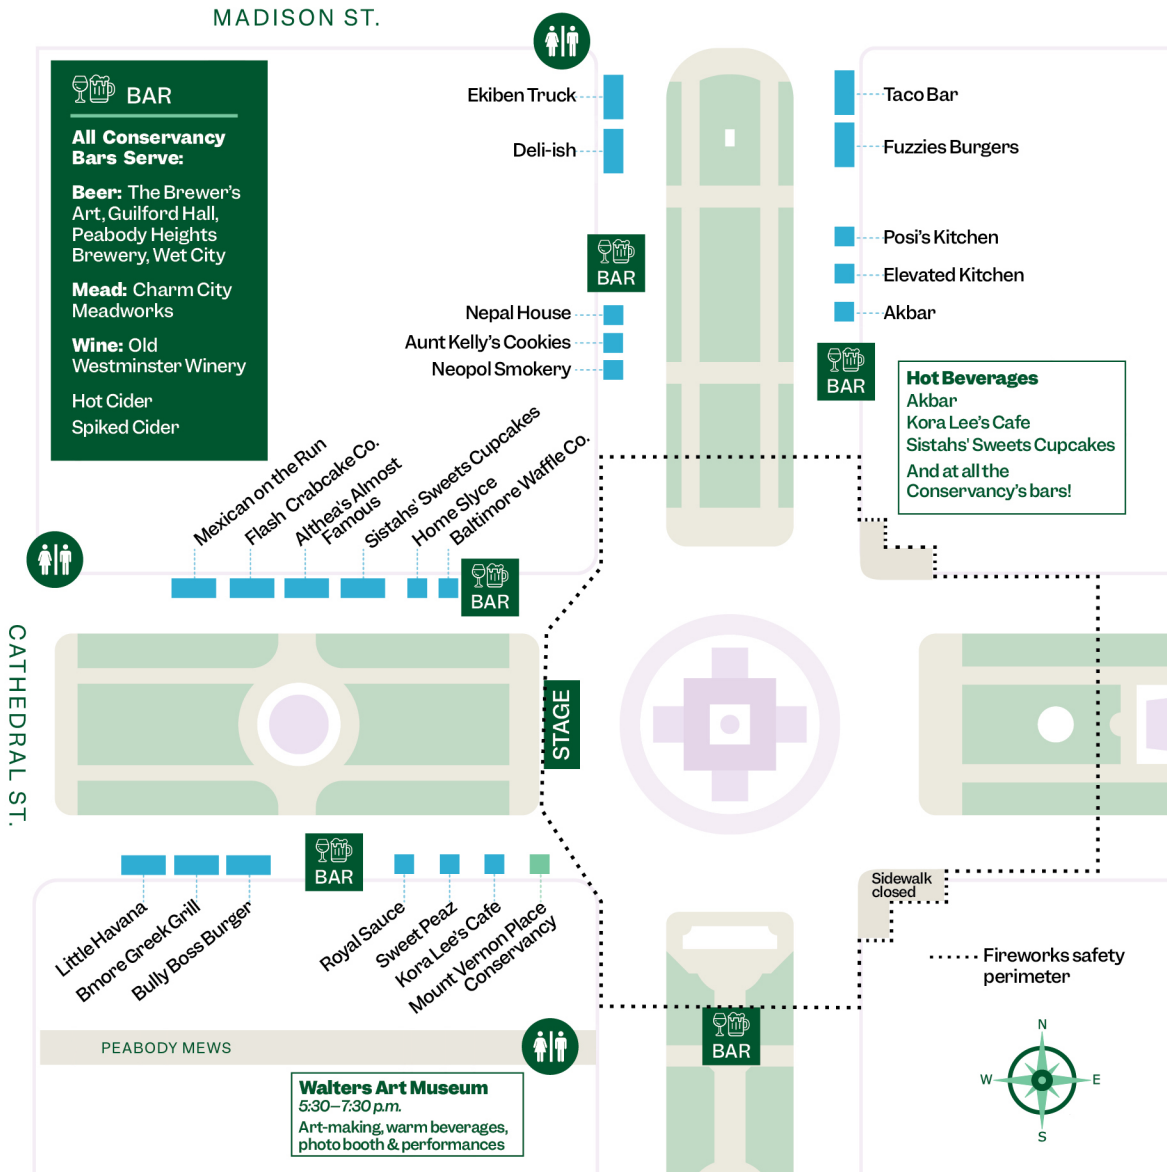 MADISON ST.
BAR
All Conservancy
Bars Serve:
Beer: The Brewer's
Art, Guilford Hall,
Peabody Heights
Brewery, Wet City
Mead: Charm City
Meadworks
Wine: Old
Westminster Winery
Hot Cider
Spiked Cider
Ekiben Truck
Deli-ish
BAR
Nepal House
Aunt Kelly's Cookies
Neopol Smokery
Taco Bar
Fuzzies Burgers
Posi's Kitchen
Elevated Kitchen
Akbar
BAR
Hot Beverages
Akbar
Kora Lee's Cafe
Sistahs' Sweets Cupcakes
And at all the
Conservancy's bars!
Mexican on the Run
Flash Crabcake Co.
Althea's Almost
Famous
Sistahs' Sweets Cupcakes
Home Slyce
Baltimore Waffle Co.
BAR
CATHEDRAL ST.
STAGE
BAR
Little Havana
Bmore Greek Grill
Bully Boss Burger
Royal Sauce
Sweet Peaz
Kora Lee's Cafe
Mount Vernon Place
Conservancy
Sidewalk
closed
Fireworks safety
perimeter
BAR
PEABODY MEWS
Walters Art Museum
5:30–7:30 p.m.
Art-making, warm beverages,
photo booth & performances
N
W
E
S